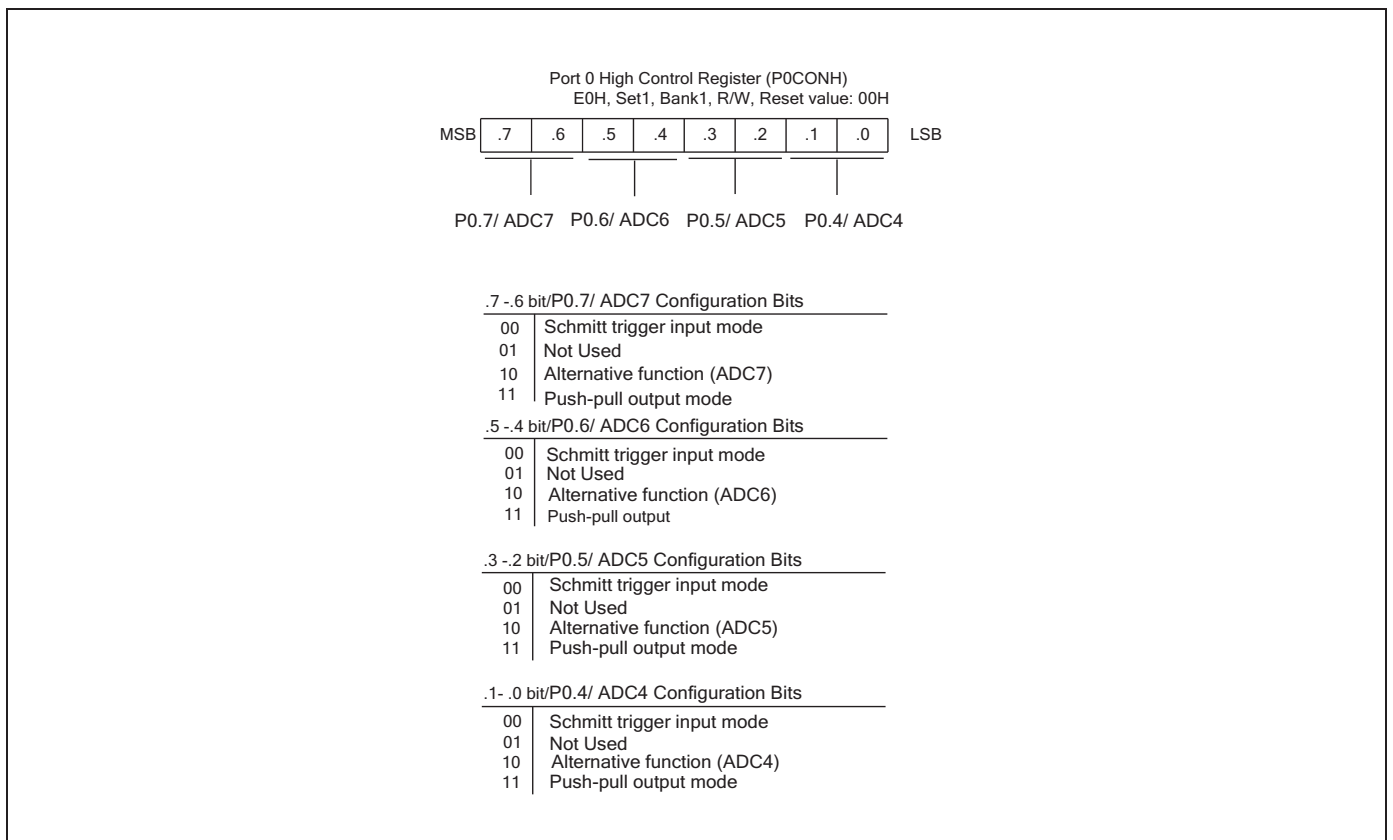 Port 0 High Control Register (P0CONH)
E0H, Set1, Bank1, R/W, Reset value: 00H
MSB .7 .6 .5 .4 .3 .2 .1 .0 LSB
P0.7/ ADC7 P0.6/ ADC6 P0.5/ ADC5 P0.4/ ADC4
.7 -.6 bit/P0.7/ ADC7 Configuration Bits
00 Schmitt trigger input mode
01 Not Used
10 Alternative function (ADC7)
11 Push-pull output mode
.5 -.4 bit/P0.6/ ADC6 Configuration Bits
00 Schmitt trigger input mode
01 Not Used
10 Alternative function (ADC6)
11 Push-pull output
.3 -.2 bit/P0.5/ ADC5 Configuration Bits
00 Schmitt trigger input mode
01 Not Used
10 Alternative function (ADC5)
11 Push-pull output mode
.1- .0 bit/P0.4/ ADC4 Configuration Bits
00 Schmitt trigger input mode
01 Not Used
10 Alternative function (ADC4)
11 Push-pull output mode